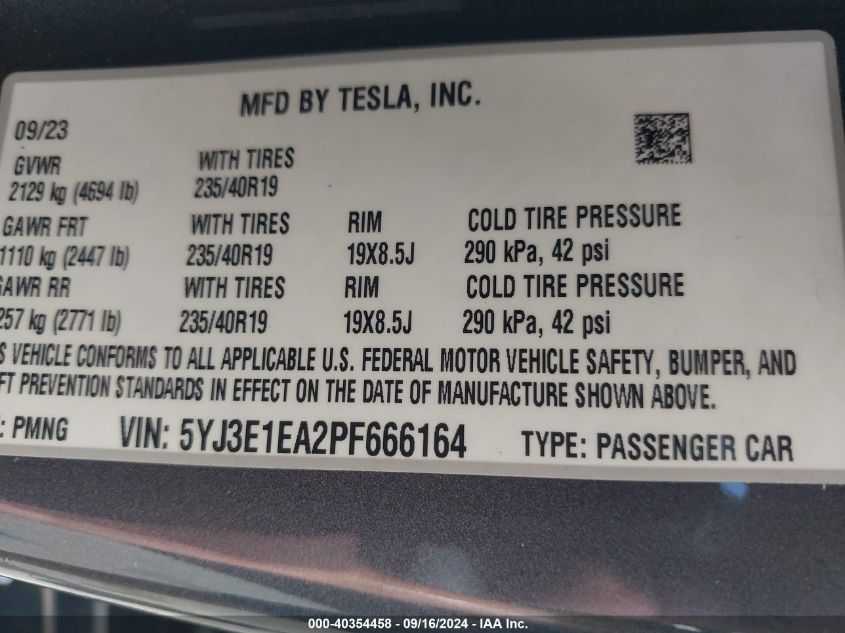 MFD BY TESLA, INC.
09/23
GVWR WITH TIRES
2129 kg (4694 lb) 235/40R19
GAWR FRT WITH TIRES RIM COLD TIRE PRESSURE
1110 kg (2447 lb) 235/40R19 19X8.5J 290 kPa, 42 psi
GAWR RR WITH TIRES RIM COLD TIRE PRESSURE
257 kg (2771 lb) 235/40R19 19X8.5J 290 kPa, 42 psi
S VEHICLE CONFORMS TO ALL APPLICABLE U.S. FEDERAL MOTOR VEHICLE SAFETY, BUMPER, AND
FT PREVENTION STANDARDS IN EFFECT ON THE DATE OF MANUFACTURE SHOWN ABOVE.
: PMNG VIN: 5YJ3E1EA2PF666164 TYPE: PASSENGER CAR
000-40354458 - 09/16/2024 - IAA Inc.